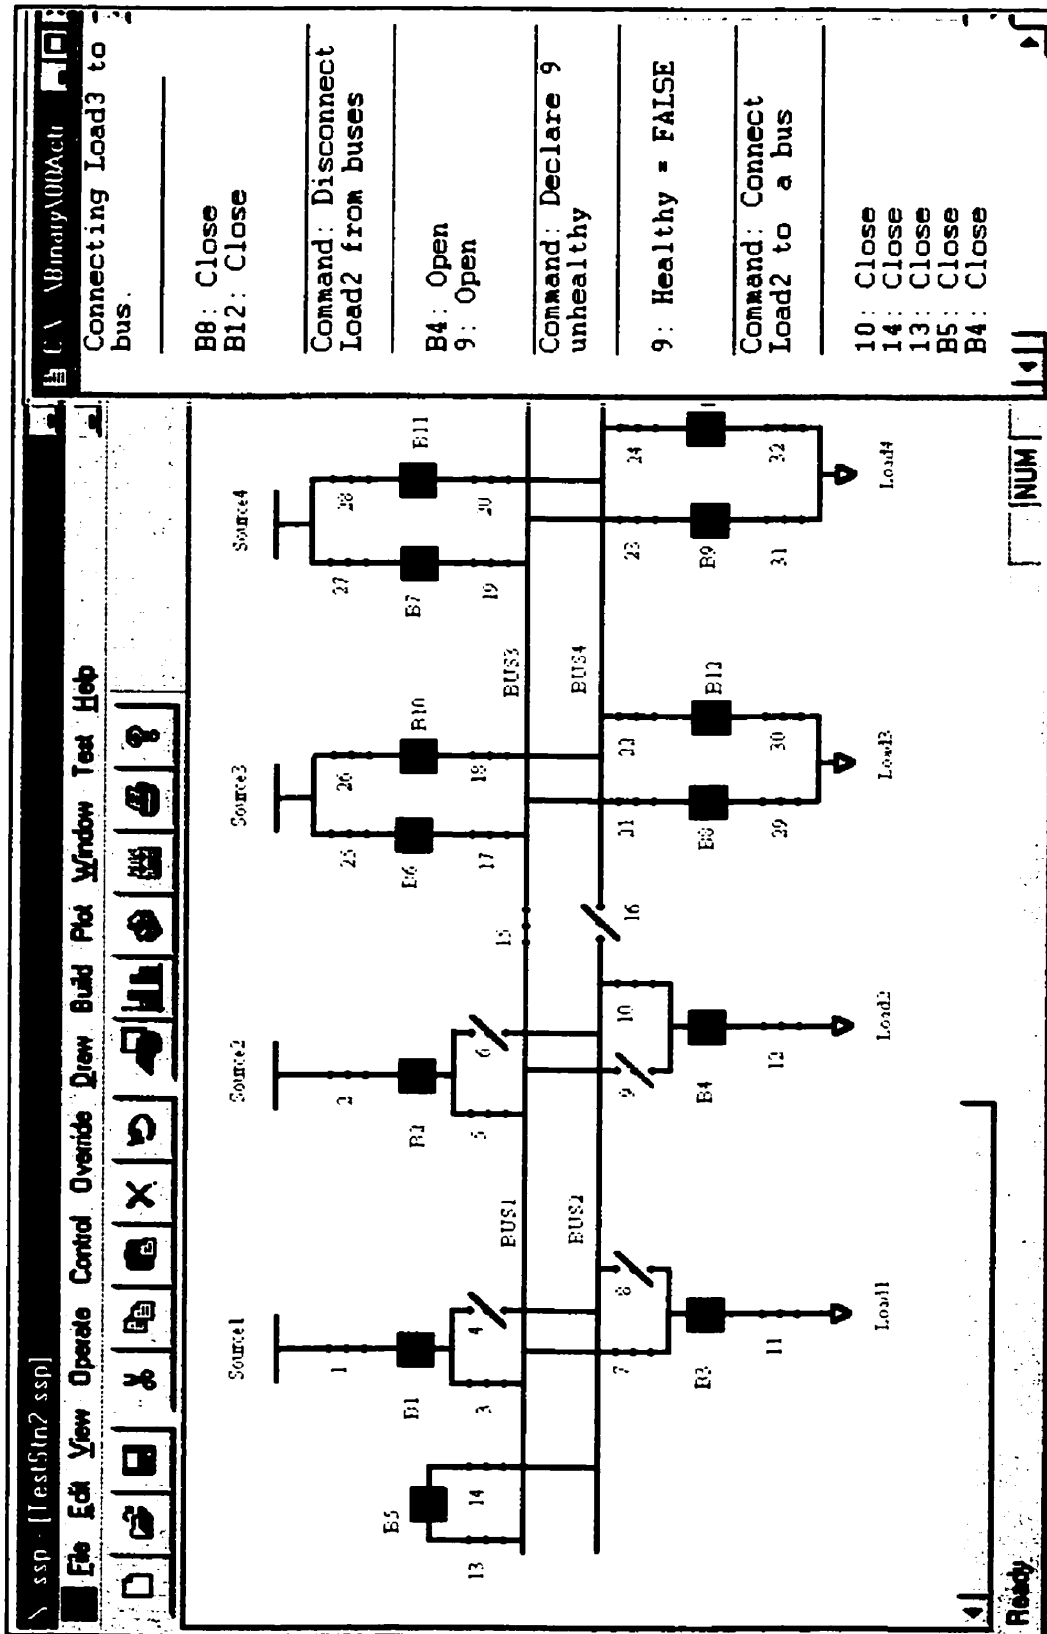 ssp - [TestStn2.ssp]
File Edit View Operate Control Override Draw Build Plot Window Test Help
Source1
Source2
Source3
Source4
1
2
25
26
27
28
B5
B1
B2
B6
B10
B7
B11
13
14
3
4
5
6
15
17
18
19
20
BUS1
BUS3
BUS2
BUS4
7
8
9
10
16
21
22
23
24
B3
B4
B8
B12
B9
11
12
29
30
31
32
Load1
Load2
Load3
Load4
Ready
NUM
Connecting Load3 to
bus.
B8: Close
B12: Close
Command: Disconnect
Load2 from buses
B4: Open
9: Open
Command: Declare 9
unhealthy
9: Healthy = FALSE
Command: Connect
Load2 to a bus
10: Close
14: Close
13: Close
B5: Close
B4: Close